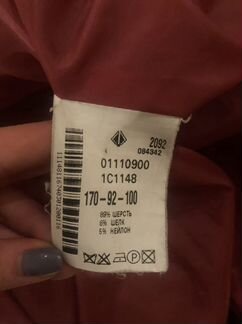 2092
084342
01110900
1C1148
170-92-100
89% ШЕРСТЬ
6% ШЕЛК
5% НЕЙЛОН